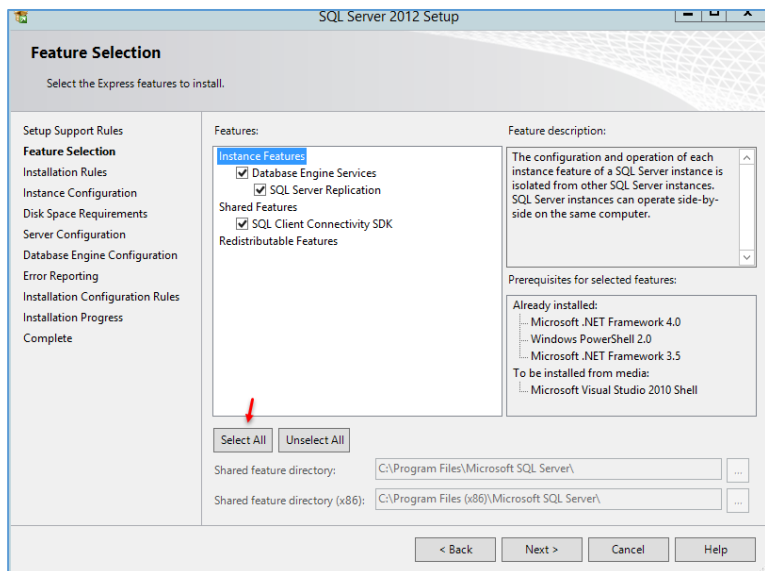 SQL Server 2012 Setup
Feature Selection
Select the Express features to install.
Setup Support Rules
Feature Selection
Installation Rules
Instance Configuration
Disk Space Requirements
Server Configuration
Database Engine Configuration
Error Reporting
Installation Configuration Rules
Installation Progress
Complete
Features:
Instance Features
Database Engine Services
SQL Server Replication
Shared Features
SQL Client Connectivity SDK
Redistributable Features
Feature description:
The configuration and operation of each
instance feature of a SQL Server instance is
isolated from other SQL Server instances.
SQL Server instances can operate side-by-
side on the same computer.
Prerequisites for selected features:
Already installed:
Microsoft .NET Framework 4.0
Windows PowerShell 2.0
Microsoft .NET Framework 3.5
To be installed from media:
Microsoft Visual Studio 2010 Shell
Select All
Unselect All
Shared feature directory:
C:\Program Files\Microsoft SQL Server\
...
Shared feature directory (x86):
C:\Program Files (x86)\Microsoft SQL Server\
...
< Back
Next >
Cancel
Help